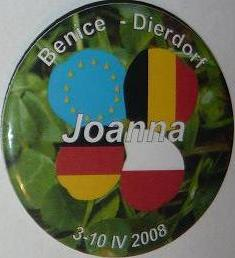 Benice - Dierdorf
Joanna
3-10 IV 2008